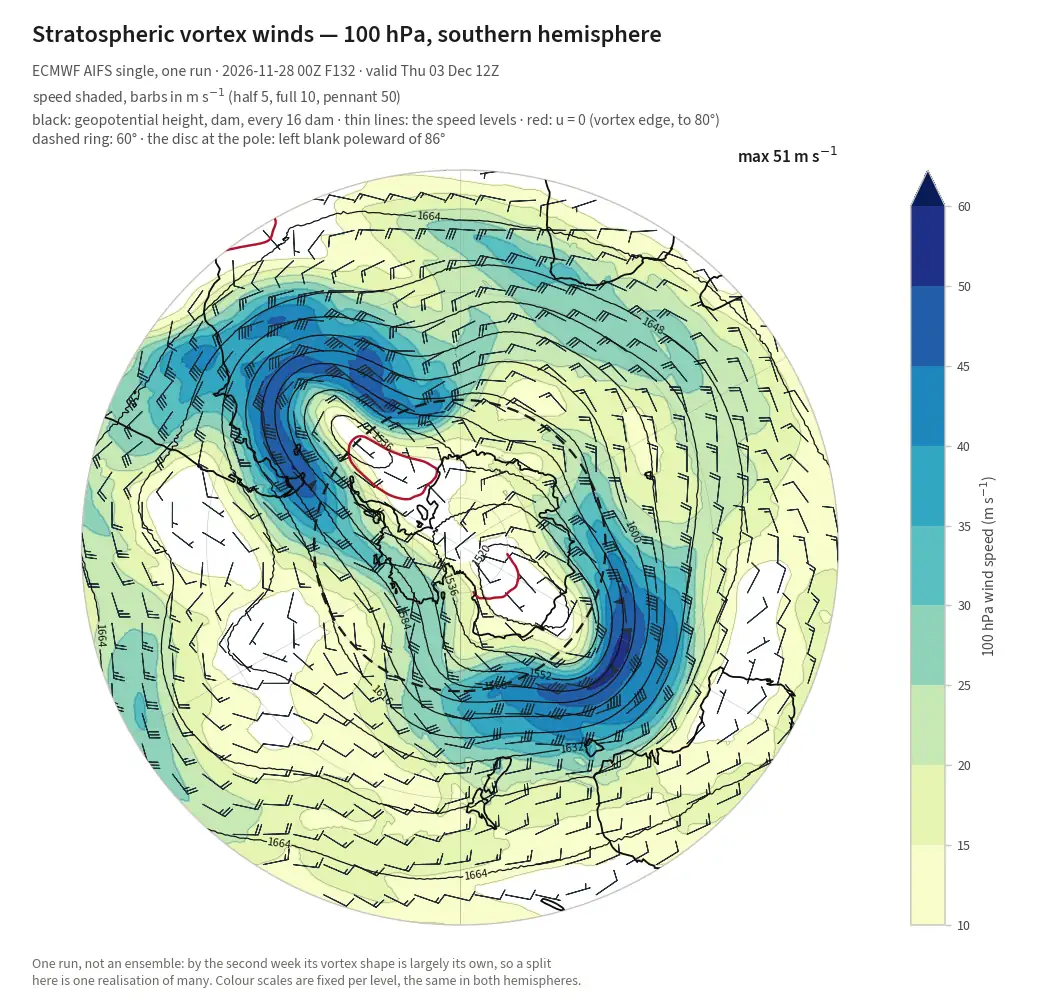 Stratospheric vortex winds — 100 hPa, southern hemisphere
ECMWF AIFS single, one run · 2026-11-28 00Z F132 · valid Thu 03 Dec 12Z
speed shaded, barbs in m s⁻¹ (half 5, full 10, pennant 50)
black: geopotential height, dam, every 16 dam · thin lines: the speed levels · red: u = 0 (vortex edge, to 80°)
dashed ring: 60° · the disc at the pole: left blank poleward of 86°
max 51 m s⁻¹
1664
1648
1600
1520
1536
1584
1664
1552
1568
1616
1632
1664
1664
60
50
45
40
35
30
25
20
15
10
100 hPa wind speed (m s⁻¹)
One run, not an ensemble: by the second week its vortex shape is largely its own, so a split
here is one realisation of many. Colour scales are fixed per level, the same in both hemispheres.